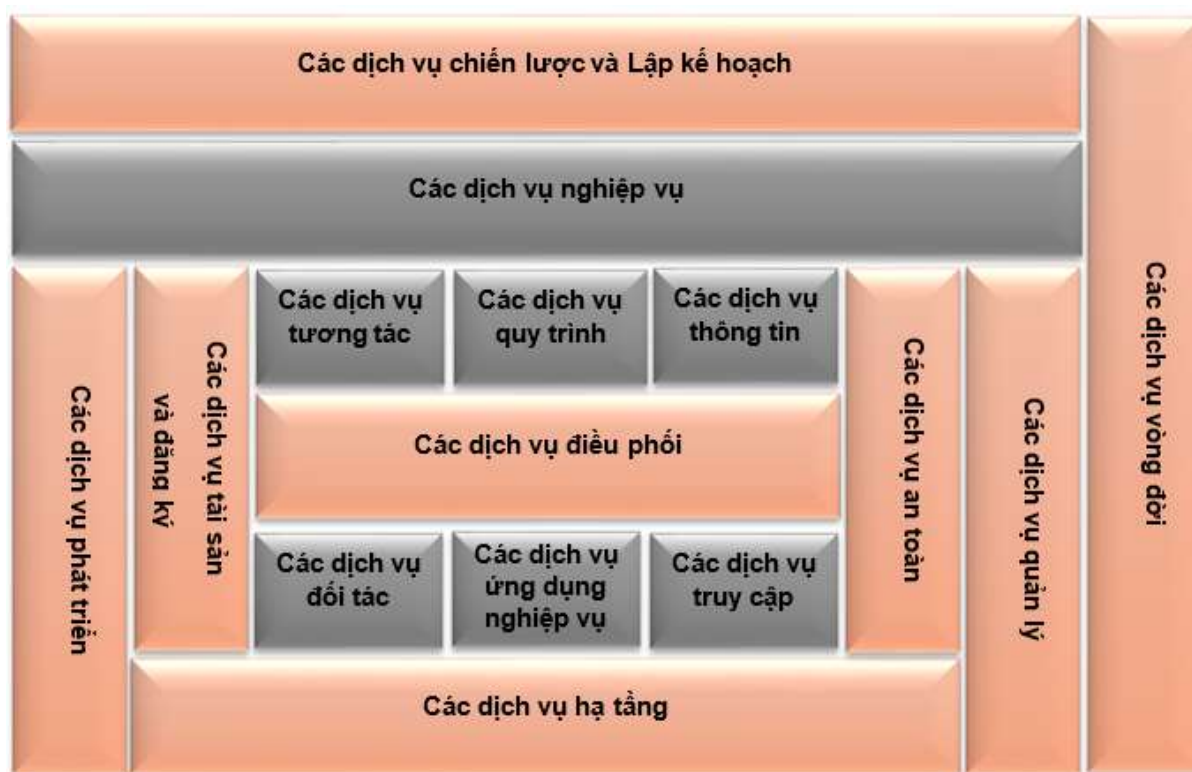 Các dịch vụ chiến lược và Lập kế hoạch
Các dịch vụ nghiệp vụ
Các dịch vụ phát triển
Các dịch vụ tài sản
và đăng ký
Các dịch vụ
tương tác
Các dịch vụ
quy trình
Các dịch vụ
thông tin
Các dịch vụ điều phối
Các dịch vụ
đối tác
Các dịch vụ
ứng dụng
nghiệp vụ
Các dịch vụ
truy cập
Các dịch vụ an toàn
Các dịch vụ quản lý
Các dịch vụ vòng đời
Các dịch vụ hạ tầng